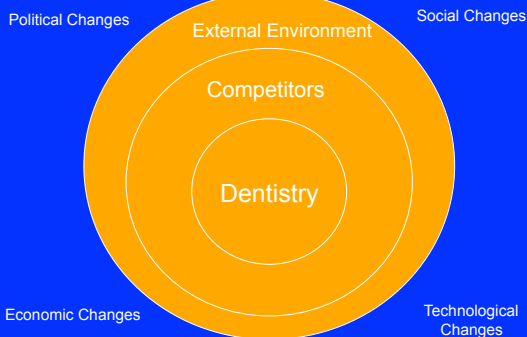 Political Changes
Social Changes
External Environment
Competitors
Dentistry
Economic Changes
Technological
Changes